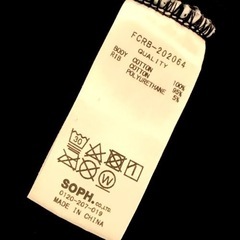 FCRB-202064
QUALITY
BODY COTTON 100%
RIB COTTON 95%
POLYURETHANE 5%
30
W
SOPH.CO.,LTD.
0120-207-019
MADE IN CHINA